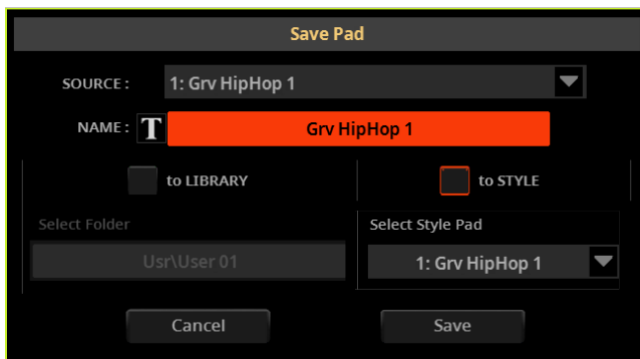 Save Pad
SOURCE : 1: Grv HipHop 1
NAME : T Grv HipHop 1
to LIBRARY to STYLE
Select Folder Select Style Pad
Usr\User 01 1: Grv HipHop 1
Cancel Save